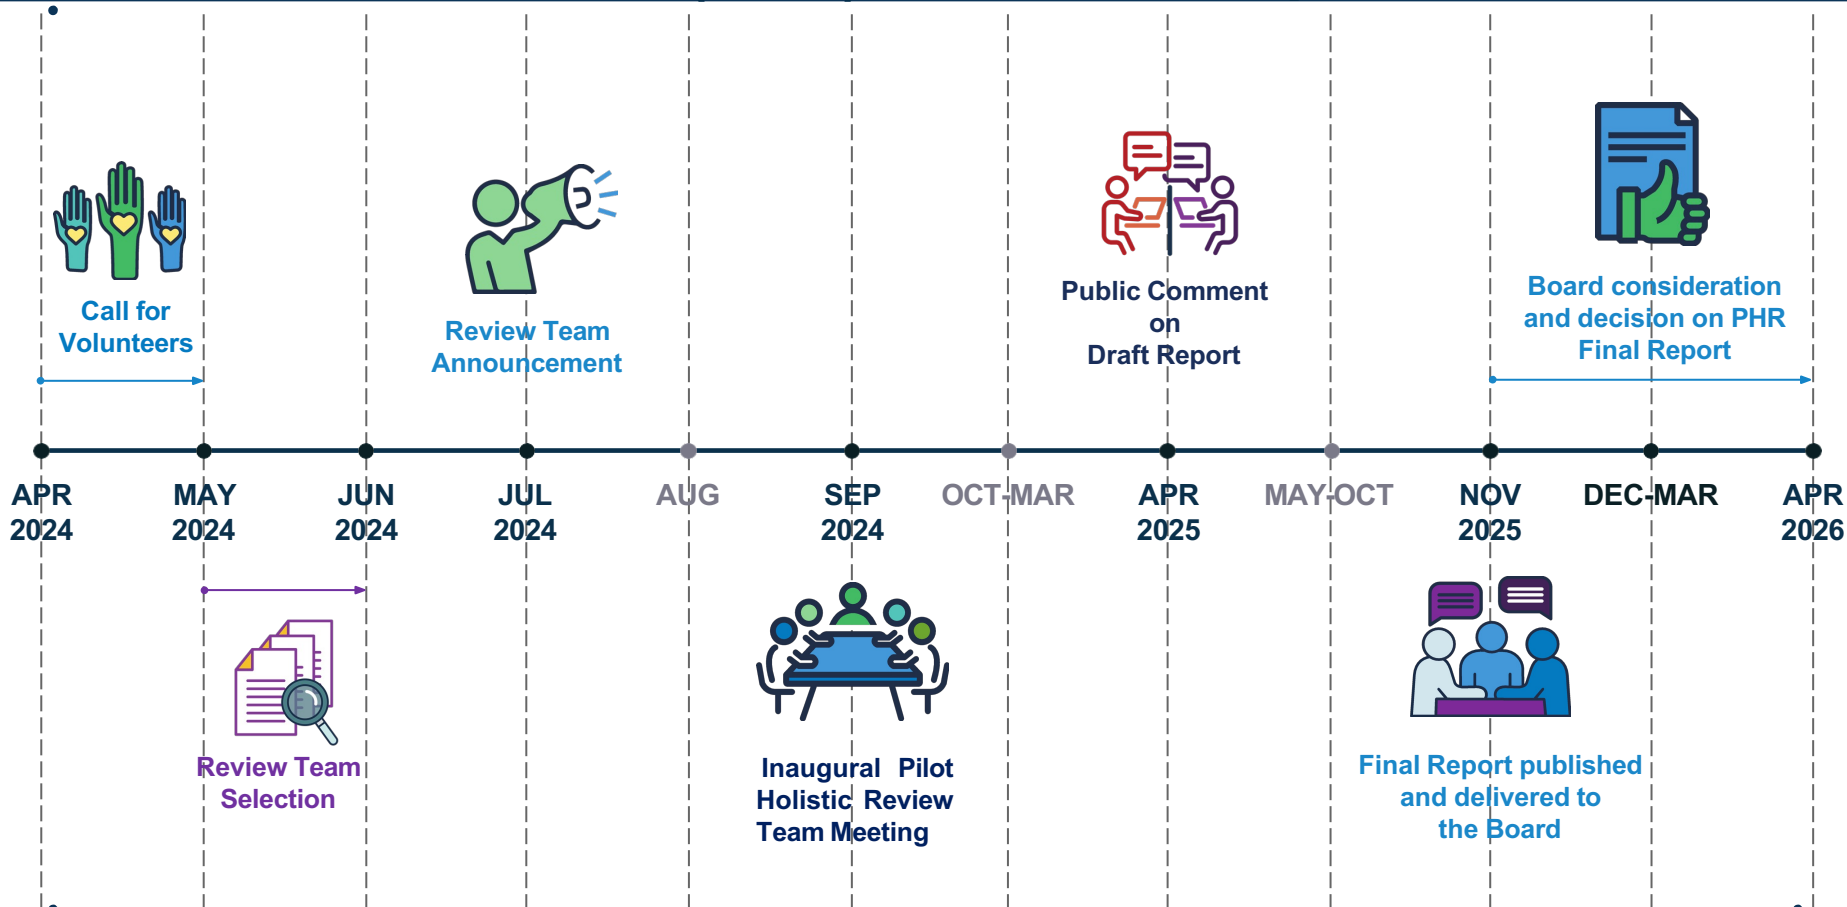 Call for
Volunteers
Review Team
Announcement
Public Comment
on
Draft Report
Board consideration
and decision on PHR
Final Report
APR
2024
MAY
2024
JUN
2024
JUL
2024
AUG
SEP
2024
OCT-MAR
APR
2025
MAY-OCT
NOV
2025
DEC-MAR
APR
2026
Review Team
Selection
Inaugural Pilot
Holistic Review
Team Meeting
Final Report published
and delivered to
the Board